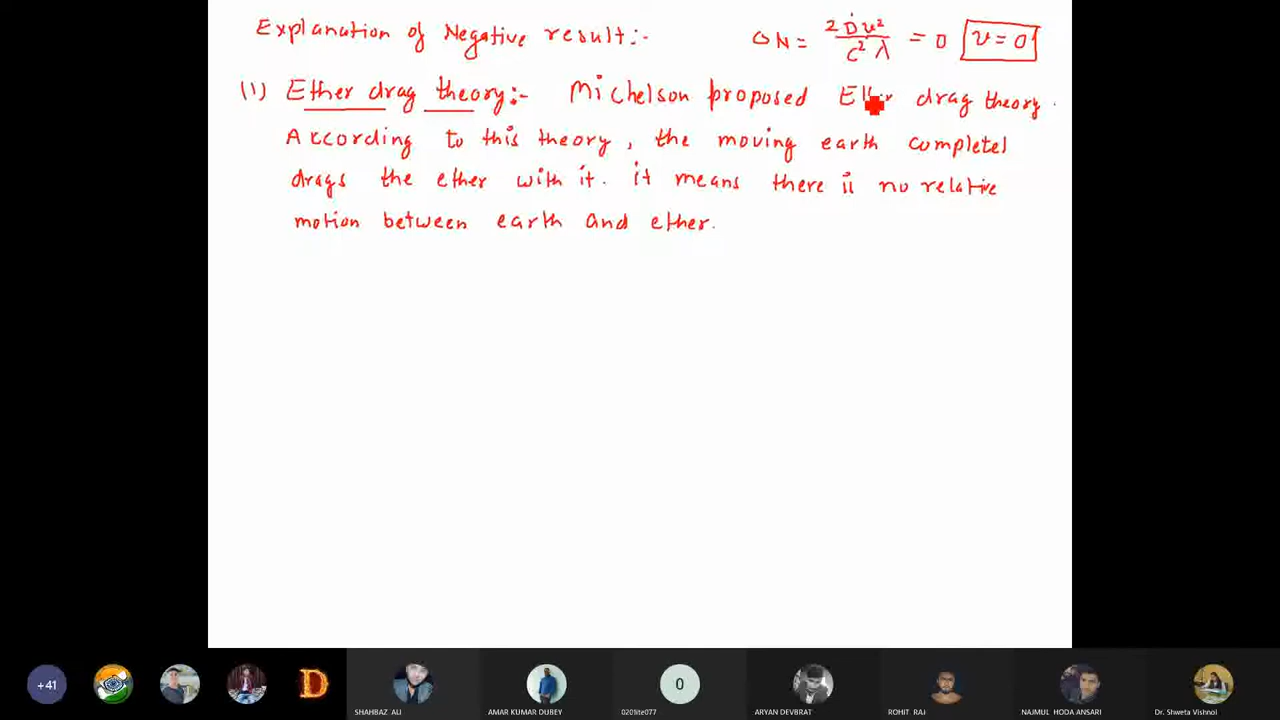 Explanation of Negative result:- ΔN = 2Dv²/c²λ = 0 v = 0
(1) Ether drag theory:- Michelson proposed drag theory.
According to this theory, the moving earth completel
drags the ether with it. it means there is no relative
motion between earth and ether.
+41
D
0
SHAHBAZ ALI
AMAR KUMAR DUBEY
0201ite077
ARYAN DEVBRAT
ROHIT RAJ
NAJMUL HODA ANSARI
Dr. Shweta Vishnoi